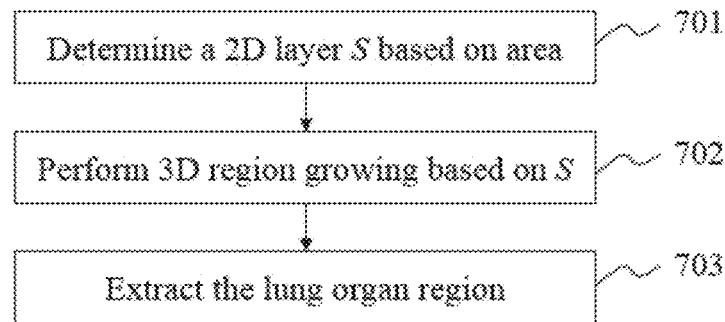 Determine a 2D layer S based on area
701
Perform 3D region growing based on S
702
Extract the lung organ region
703